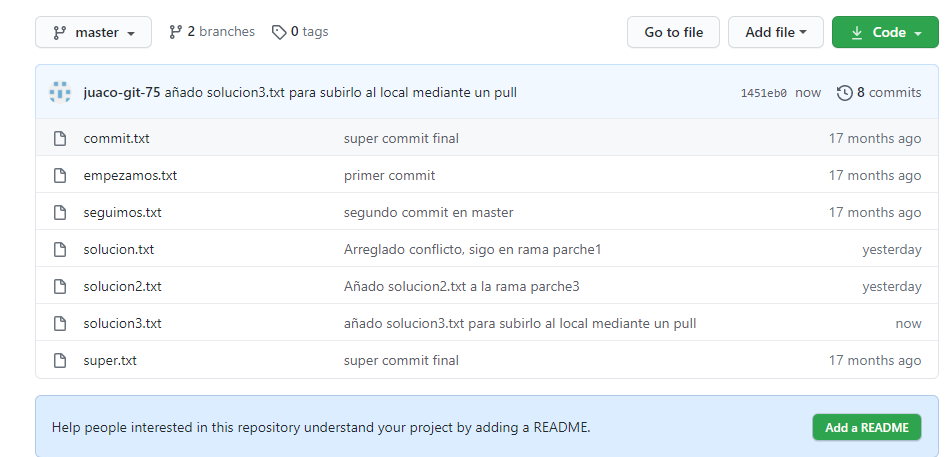 master 2 branches 0 tags Go to file Add file Code
juaco-git-75 añado solucion3.txt para subirlo al local mediante un pull 1451eb0 now 8 commits
commit.txt super commit final 17 months ago
empezamos.txt primer commit 17 months ago
seguimos.txt segundo commit en master 17 months ago
solucion.txt Arreglado conflicto, sigo en rama parche1 yesterday
solucion2.txt Añado solucion2.txt a la rama parche3 yesterday
solucion3.txt añado solucion3.txt para subirlo al local mediante un pull now
super.txt super commit final 17 months ago
Help people interested in this repository understand your project by adding a README. Add a README